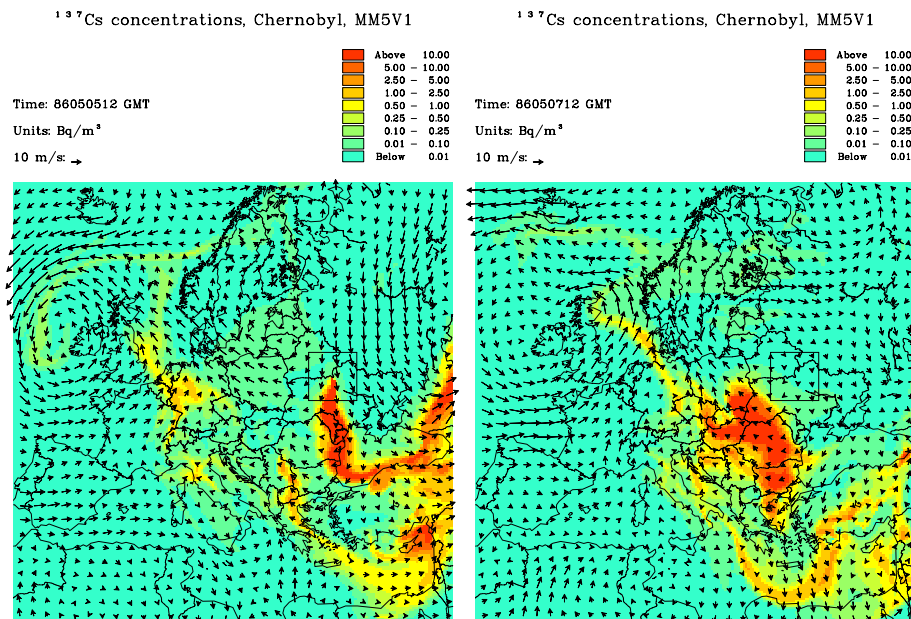 ¹³⁷Cs concentrations, Chernobyl, MM5V1
Above 10.00
5.00 – 10.00
2.50 – 5.00
1.00 – 2.50
0.50 – 1.00
0.25 – 0.50
0.10 – 0.25
0.01 – 0.10
Below 0.01
Time: 86050512 GMT
Units: Bq/m³
10 m/s:
¹³⁷Cs concentrations, Chernobyl, MM5V1
Above 10.00
5.00 – 10.00
2.50 – 5.00
1.00 – 2.50
0.50 – 1.00
0.25 – 0.50
0.10 – 0.25
0.01 – 0.10
Below 0.01
Time: 86050712 GMT
Units: Bq/m³
10 m/s: